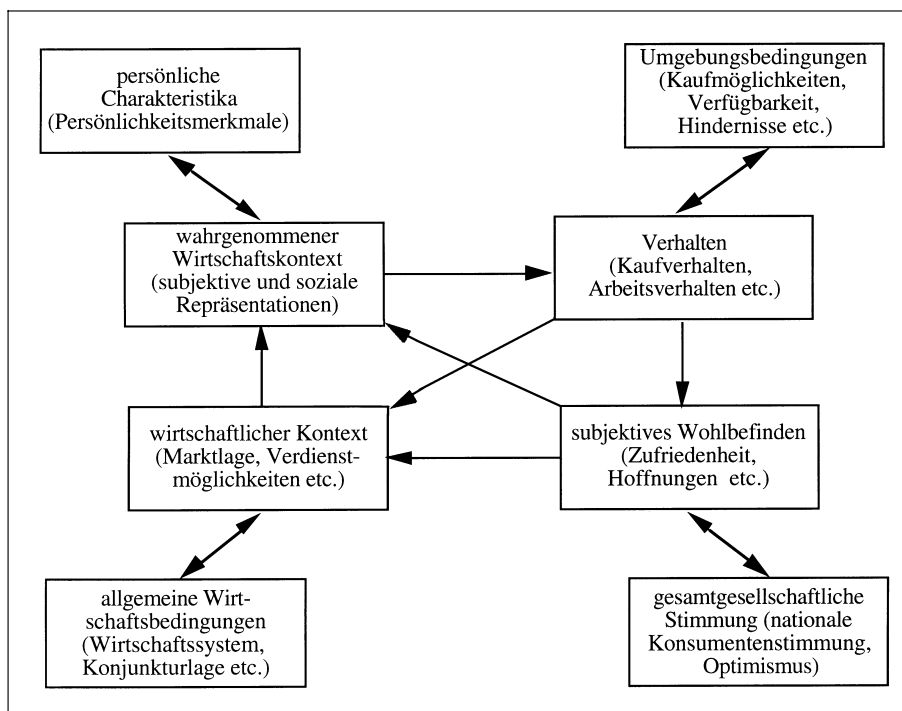 persönliche
Charakteristika
(Persönlichkeitsmerkmale)
Umgebungsbedingungen
(Kaufmöglichkeiten,
Verfügbarkeit,
Hindernisse etc.)
wahrgenommener
Wirtschaftskontext
(subjektive und soziale
Repräsentationen)
Verhalten
(Kaufverhalten,
Arbeitsverhalten etc.)
wirtschaftlicher Kontext
(Marktlage, Verdienst-
möglichkeiten etc.)
subjektives Wohlbefinden
(Zufriedenheit,
Hoffnungen etc.)
allgemeine Wirt-
schaftsbedingungen
(Wirtschaftssystem,
Konjunkturlage etc.)
gesamtgesellschaftliche
Stimmung (nationale
Konsumentenstimmung,
Optimismus)